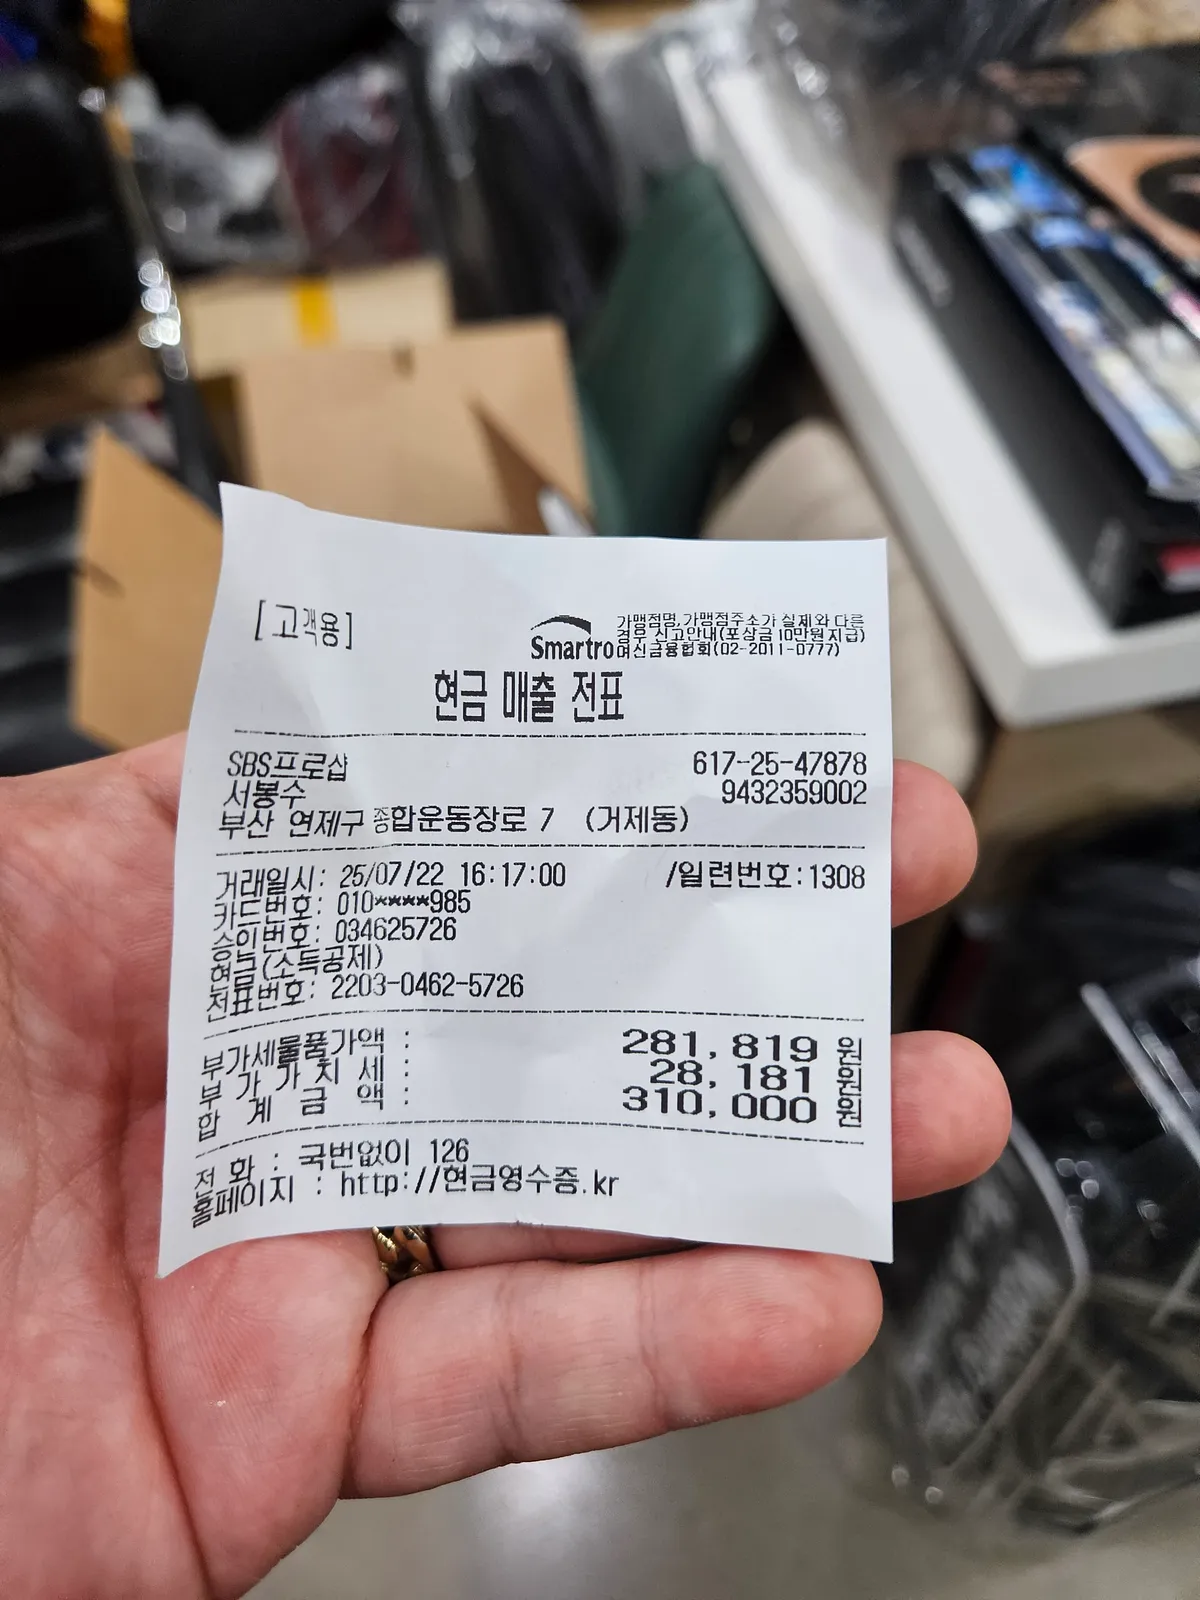 [고객용]
Smartro
가맹점명, 가맹점주소가 실제와 다른
경우 신고안내(포상금 10만원지급)
여신금융협회(02-2011-0777)
현금 매출 전표
SBS프로샵 617-25-47878
서봉수 9432359002
부산 연제구 종합운동장로 7 (거제동)
거래일시: 25/07/22 16:17:00 /일련번호:1308
카드번호: 010****985
승인번호: 034625726
현금(소득공제)
전표번호: 2203-0462-5726
부가세물품가액 : 281,819 원
부 가 가 치 세 : 28,181 원
합 계 금 액 : 310,000 원
전 화 : 국번없이 126
홈페이지 : http://현금영수증.kr